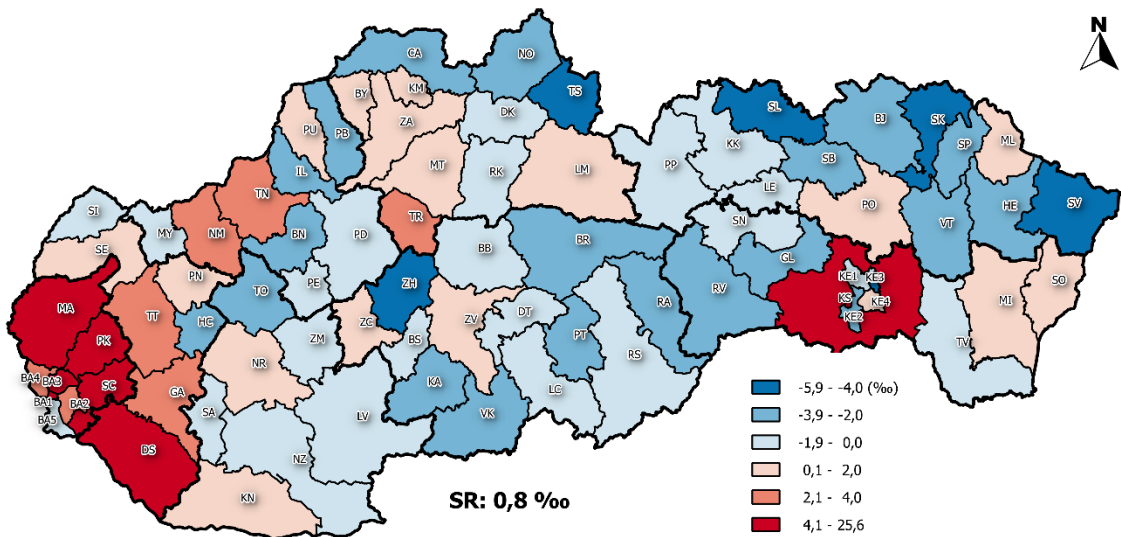 N
CA
NO
BY
KM
TS
DK
PU
PB
ZA
SL
BJ
SK
SP
ML
MT
RK
LM
PP
KK
SB
IL
LE
PO
VT
HE
SV
TN
TR
SI
MY
NM
BN
PD
BB
BR
SN
GL
SE
PN
PE
TO
ZH
RV
RA
KE1
KE3
KS
KE4
KE2
MI
SO
MA
TT
HC
ZC
ZV
DT
PT
RS
TV
PK
NR
ZM
BS
BA4
BA3
SC
GA
SA
KA
LC
BA1
BA2
BA5
LV
VK
DS
NZ
KN
SR: 0,8 ‰
-5,9 - -4,0 (‰)
-3,9 - -2,0
-1,9 - 0,0
0,1 - 2,0
2,1 - 4,0
4,1 - 25,6